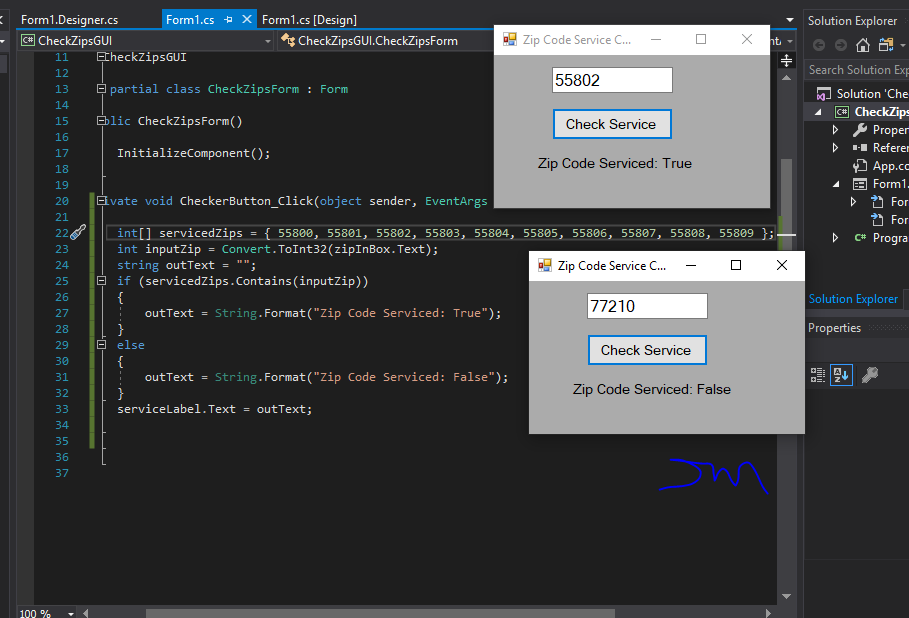 Form1.Designer.cs Form1.cs Form1.cs [Design]
CheckZipsGUI CheckZipsGUI.CheckZipsForm
11 CheckZipsGUI
12
13 partial class CheckZipsForm : Form
14
15 blic CheckZipsForm()
16
17 InitializeComponent();
18
19
20 ivate void CheckerButton_Click(object sender, EventArgs
21
22 int[] servicedZips = { 55800, 55801, 55802, 55803, 55804, 55805, 55806, 55807, 55808, 55809 };
23 int inputZip = Convert.ToInt32(zipInBox.Text);
24 string outText = "";
25 if (servicedZips.Contains(inputZip))
26 {
27 outText = String.Format("Zip Code Serviced: True");
28 }
29 else
30 {
31 outText = String.Format("Zip Code Serviced: False");
32 }
33 serviceLabel.Text = outText;
34
35
36
37
100 %
Zip Code Service C...
55802
Check Service
Zip Code Serviced: True
Zip Code Service C...
77210
Check Service
Zip Code Serviced: False
Solution Explorer
Search Solution Exp
Solution 'Che
C# CheckZips
Proper
Referen
App.co
Form1.
For
For
C# Progra
Solution Explorer
Properties